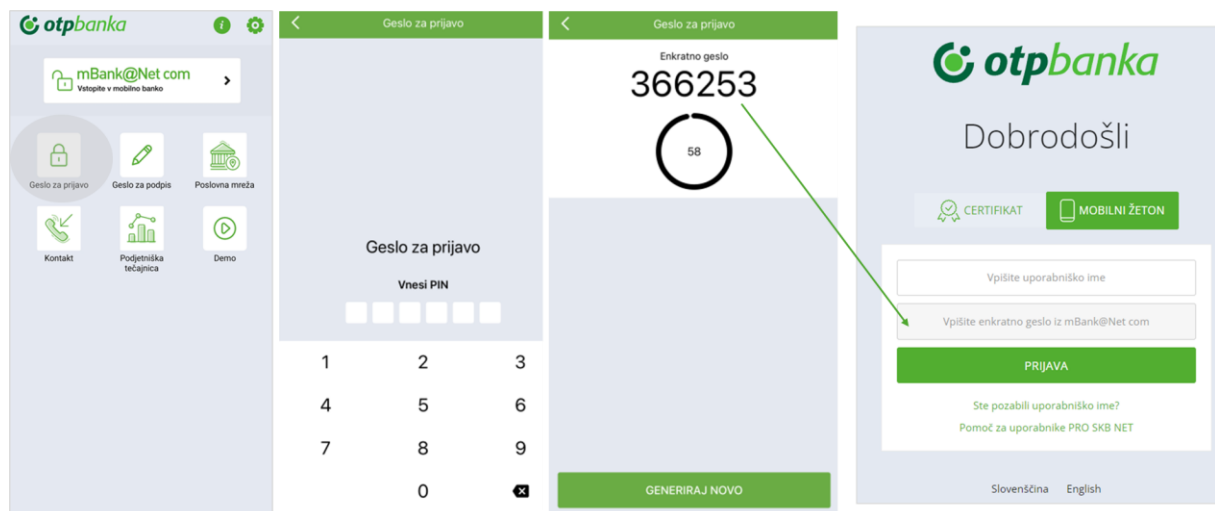 otpbanka
mBank@Net com
Vstopite v mobilno banko
Geslo za prijavo
Geslo za podpis
Poslovna mreža
Kontakt
Podjetniška
tečajnica
Demo
Geslo za prijavo
Geslo za prijavo
Vnesi PIN
1 2 3
4 5 6
7 8 9
0
Geslo za prijavo
Enkratno geslo
366253
58
GENERIRAJ NOVO
otpbanka
Dobrodošli
CERTIFIKAT
MOBILNI ŽETON
Vpišite uporabniško ime
Vpišite enkratno geslo iz mBank@Net com
PRIJAVA
Ste pozabili uporabniško ime?
Pomoč za uporabnike PRO SKB NET
Slovenščina English